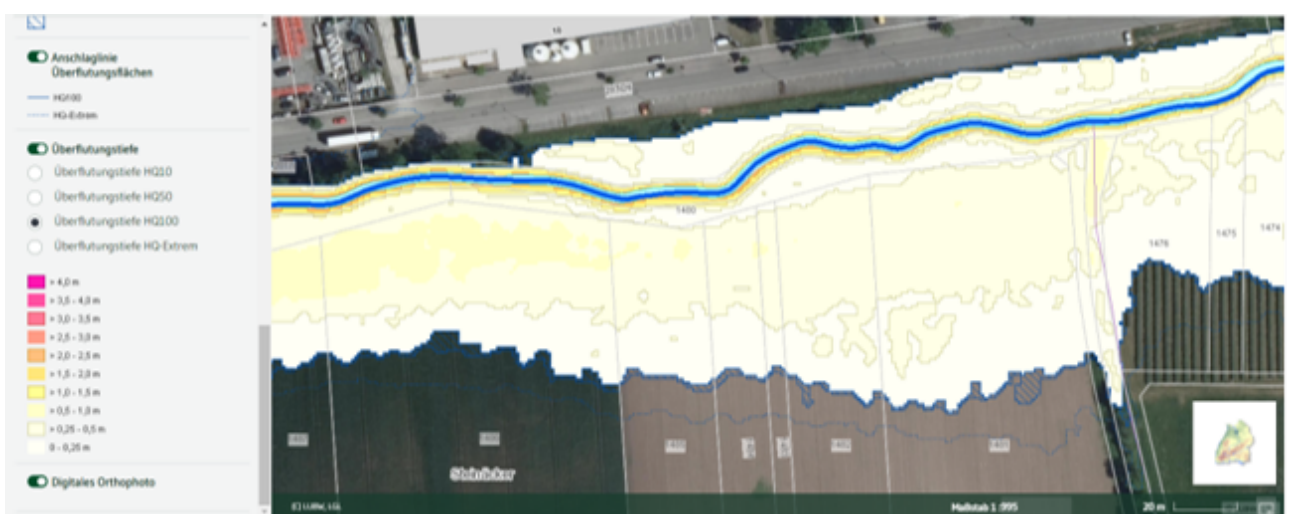 Anschlaglinie
Überflutungsflächen
HQ100
HQ-Extrem
Überflutungstiefe
Überflutungstiefe HQ10
Überflutungstiefe HQ50
Überflutungstiefe HQ100
Überflutungstiefe HQ-Extrem
> 4,0 m
> 3,5 - 4,0 m
> 3,0 - 3,5 m
> 2,5 - 3,0 m
> 2,0 - 2,5 m
> 1,5 - 2,0 m
> 1,0 - 1,5 m
> 0,5 - 1,0 m
> 0,25 - 0,5 m
0 - 0,25 m
Digitales Orthophoto
1480
1476
1475
1474
Steinäcker
(C) LUBW, LGL
Maßstab 1:995
20 m